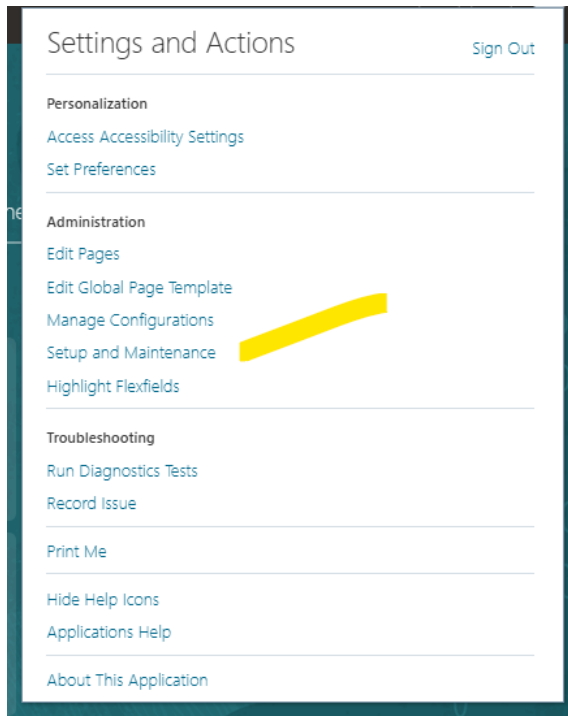 Settings and Actions
Sign Out
Personalization
Access Accessibility Settings
Set Preferences
Administration
Edit Pages
Edit Global Page Template
Manage Configurations
Setup and Maintenance
Highlight Flexfields
Troubleshooting
Run Diagnostics Tests
Record Issue
Print Me
Hide Help Icons
Applications Help
About This Application